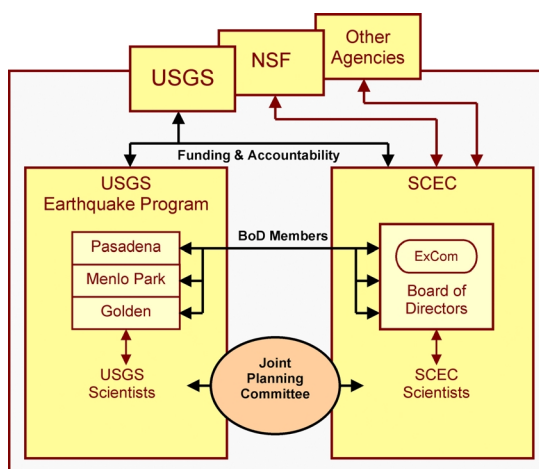 Other
Agencies
NSF
USGS
Funding & Accountability
USGS
Earthquake Program
SCEC
BoD Members
Pasadena
Menlo Park
Golden
ExCom
Board of
Directors
Joint
Planning
Committee
USGS
Scientists
SCEC
Scientists